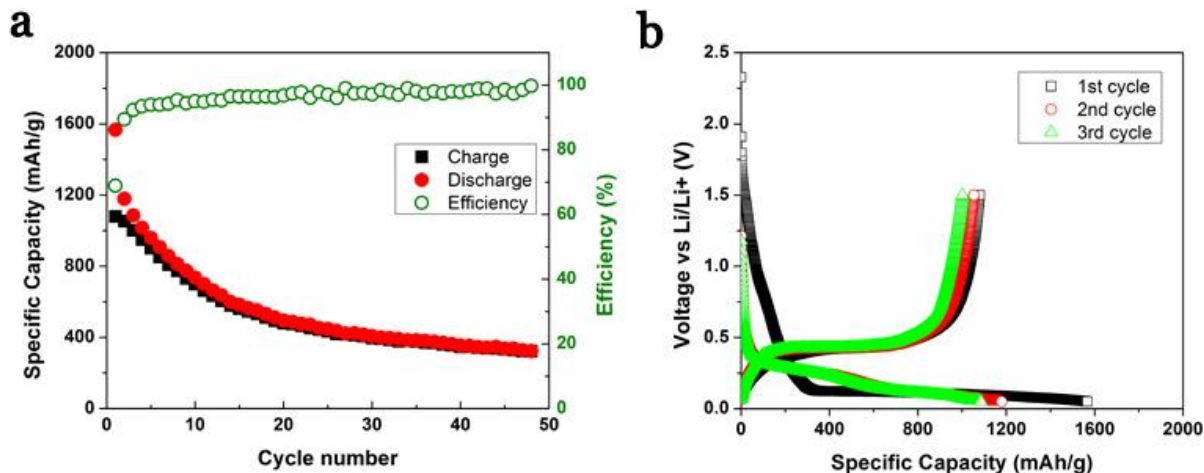 a
2000
1600
1200
800
400
0
Specific Capacity (mAh/g)
0 10 20 30 40 50
Cycle number
100
80
60
40
20
0
Efficiency (%)
Charge
Discharge
Efficiency
b
2.5
2.0
1.5
1.0
0.5
0.0
Voltage vs Li/Li+ (V)
0 400 800 1200 1600 2000
Specific Capacity (mAh/g)
1st cycle
2nd cycle
3rd cycle